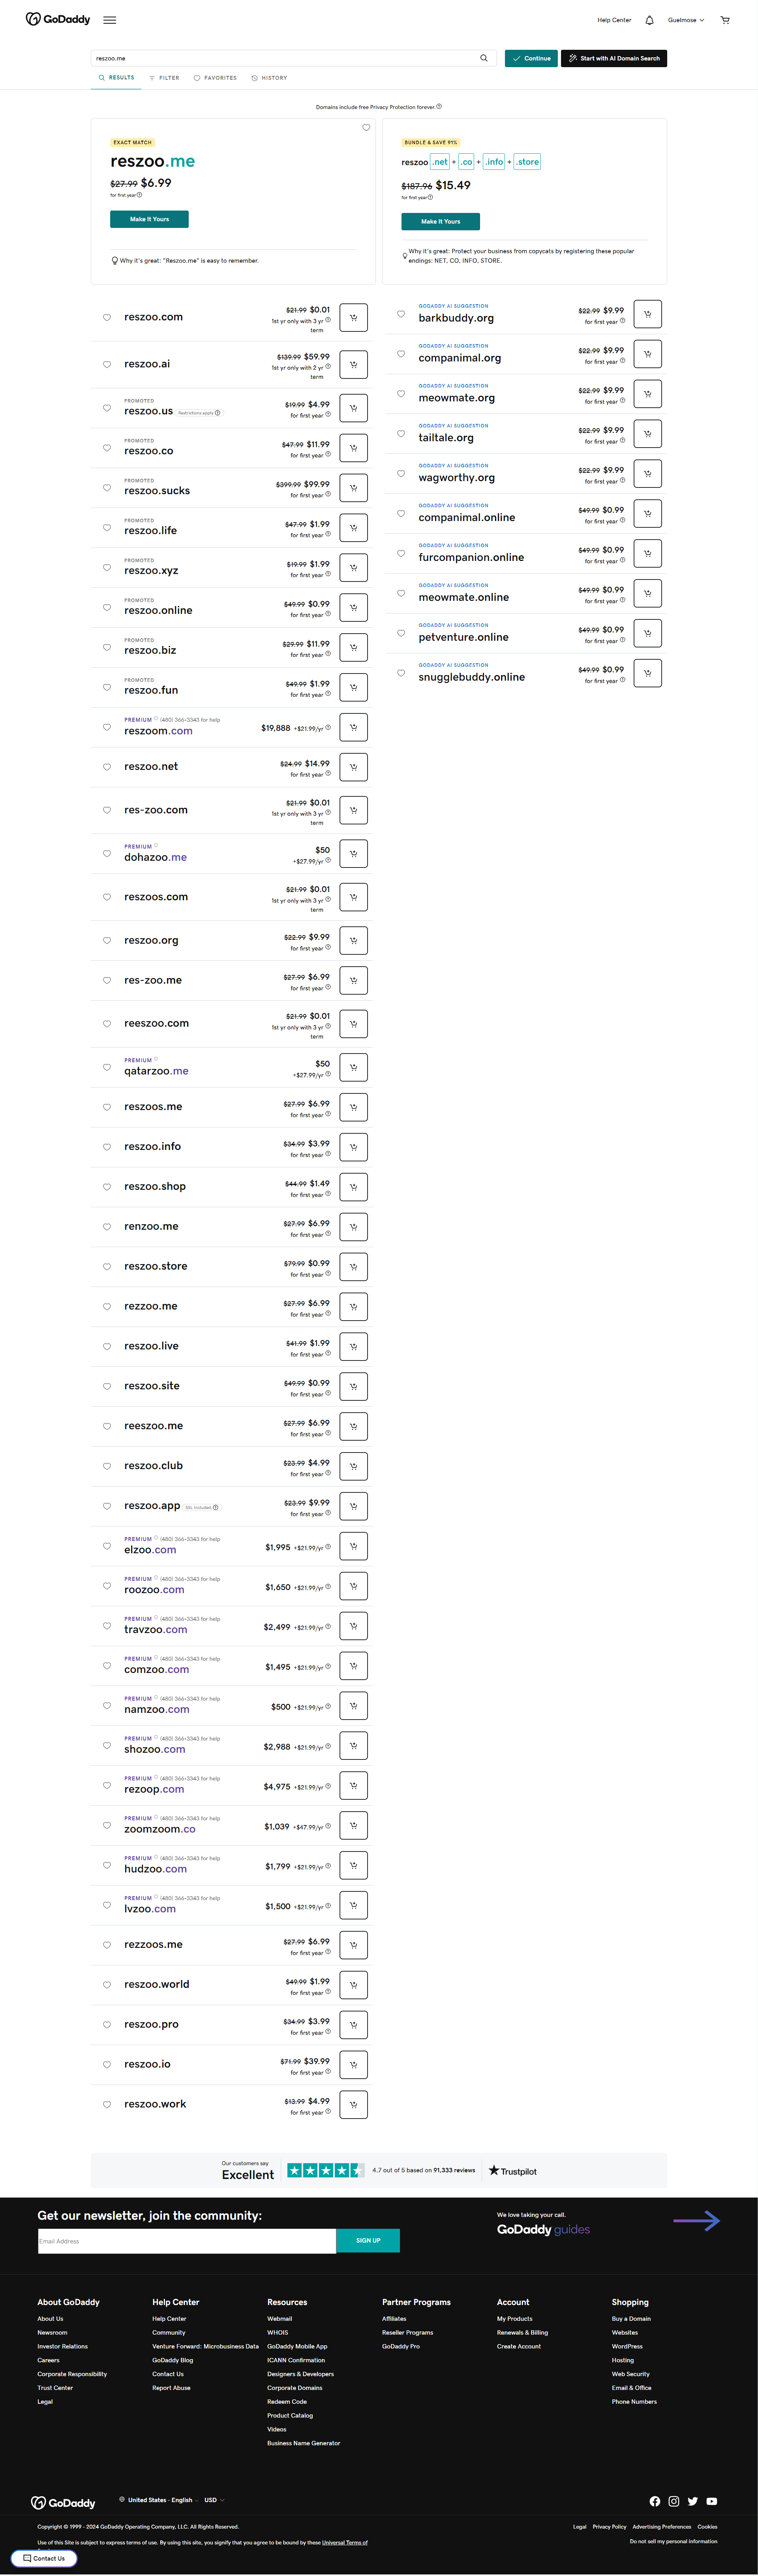 GoDaddy
Help Center
Guelmose
reszoo.me
Continue
Start with AI Domain Search
RESULTS
FILTER
FAVORITES
HISTORY
Domains include free Privacy Protection forever.
EXACT MATCH
reszoo.me
$27.99 $6.99
for first year
Make It Yours
Why it's great: "Reszoo.me" is easy to remember.
BUNDLE & SAVE 91%
reszoo .net + .co + .info + .store
$187.96 $15.49
for first year
Make It Yours
Why it's great: Protect your business from copycats by registering these popular
endings: NET, CO, INFO, STORE.
reszoo.com
$21.99 $0.01
1st yr only with 3 yr
term
reszoo.ai
$139.99 $59.99
1st yr only with 2 yr
term
PROMOTED
reszoo.us Restrictions apply
$19.99 $4.99
for first year
PROMOTED
reszoo.co
$47.99 $11.99
for first year
PROMOTED
reszoo.sucks
$399.99 $99.99
for first year
PROMOTED
reszoo.life
$47.99 $1.99
for first year
PROMOTED
reszoo.xyz
$19.99 $1.99
for first year
PROMOTED
reszoo.online
$49.99 $0.99
for first year
PROMOTED
reszoo.biz
$29.99 $11.99
for first year
PROMOTED
reszoo.fun
$49.99 $1.99
for first year
PREMIUM (480) 366-3343 for help
reszoom.com
$19,888 +$21.99/yr
reszoo.net
$24.99 $14.99
for first year
res-zoo.com
$21.99 $0.01
1st yr only with 3 yr
term
PREMIUM
dohazoo.me
$50
+$27.99/yr
reszoos.com
$21.99 $0.01
1st yr only with 3 yr
term
reszoo.org
$22.99 $9.99
for first year
res-zoo.me
$27.99 $6.99
for first year
reeszoo.com
$21.99 $0.01
1st yr only with 3 yr
term
PREMIUM
qatarzoo.me
$50
+$27.99/yr
reszoos.me
$27.99 $6.99
for first year
reszoo.info
$34.99 $3.99
for first year
reszoo.shop
$44.99 $1.49
for first year
renzoo.me
$27.99 $6.99
for first year
reszoo.store
$79.99 $0.99
for first year
rezzoo.me
$27.99 $6.99
for first year
reszoo.live
$41.99 $1.99
for first year
reszoo.site
$49.99 $0.99
for first year
reeszoo.me
$27.99 $6.99
for first year
reszoo.club
$23.99 $4.99
for first year
reszoo.app SSL Included
$23.99 $9.99
for first year
PREMIUM (480) 366-3343 for help
elzoo.com
$1,995 +$21.99/yr
PREMIUM (480) 366-3343 for help
roozoo.com
$1,650 +$21.99/yr
PREMIUM (480) 366-3343 for help
travzoo.com
$2,499 +$21.99/yr
PREMIUM (480) 366-3343 for help
comzoo.com
$1,495 +$21.99/yr
PREMIUM (480) 366-3343 for help
namzoo.com
$500 +$21.99/yr
PREMIUM (480) 366-3343 for help
shozoo.com
$2,988 +$21.99/yr
PREMIUM (480) 366-3343 for help
rezoop.com
$4,975 +$21.99/yr
PREMIUM (480) 366-3343 for help
zoomzoom.co
$1,039 +$47.99/yr
PREMIUM (480) 366-3343 for help
hudzoo.com
$1,799 +$21.99/yr
PREMIUM (480) 366-3343 for help
lvzoo.com
$1,500 +$21.99/yr
rezzoos.me
$27.99 $6.99
for first year
reszoo.world
$49.99 $1.99
for first year
reszoo.pro
$34.99 $3.99
for first year
reszoo.io
$71.99 $39.99
for first year
reszoo.work
$13.99 $4.99
for first year
GODADDY AI SUGGESTION
barkbuddy.org
$22.99 $9.99
for first year
GODADDY AI SUGGESTION
companimal.org
$22.99 $9.99
for first year
GODADDY AI SUGGESTION
meowmate.org
$22.99 $9.99
for first year
GODADDY AI SUGGESTION
tailtale.org
$22.99 $9.99
for first year
GODADDY AI SUGGESTION
wagworthy.org
$22.99 $9.99
for first year
GODADDY AI SUGGESTION
companimal.online
$49.99 $0.99
for first year
GODADDY AI SUGGESTION
furcompanion.online
$49.99 $0.99
for first year
GODADDY AI SUGGESTION
meowmate.online
$49.99 $0.99
for first year
GODADDY AI SUGGESTION
petventure.online
$49.99 $0.99
for first year
GODADDY AI SUGGESTION
snugglebuddy.online
$49.99 $0.99
for first year
Our customers say
Excellent
4.7 out of 5 based on 91,333 reviews
Trustpilot
Get our newsletter, join the community:
Email Address
SIGN UP
We love taking your call.
GoDaddy guides
About GoDaddy
About Us
Newsroom
Investor Relations
Careers
Corporate Responsibility
Trust Center
Legal
Help Center
Help Center
Community
Venture Forward: Microbusiness Data
GoDaddy Blog
Contact Us
Report Abuse
Resources
Webmail
WHOIS
GoDaddy Mobile App
ICANN Confirmation
Designers & Developers
Corporate Domains
Redeem Code
Product Catalog
Videos
Business Name Generator
Partner Programs
Affiliates
Reseller Programs
GoDaddy Pro
Account
My Products
Renewals & Billing
Create Account
Shopping
Buy a Domain
Websites
WordPress
Hosting
Web Security
Email & Office
Phone Numbers
GoDaddy
United States - English
USD
Copyright © 1999 - 2024 GoDaddy Operating Company, LLC. All Rights Reserved.
Legal Privacy Policy Advertising Preferences Cookies
Use of this Site is subject to express terms of use. By using this site, you signify that you agree to be bound by these Universal Terms of
Do not sell my personal information
Contact Us